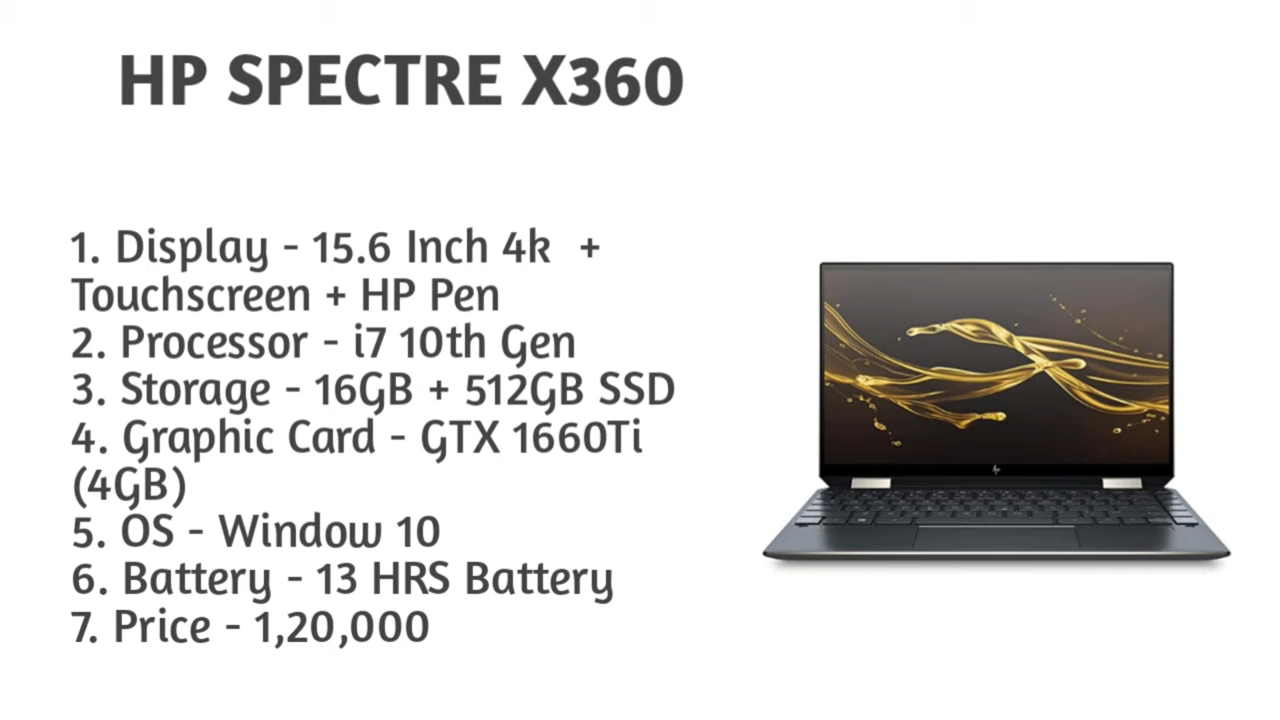 HP SPECTRE X360
1. Display - 15.6 Inch 4k +
Touchscreen + HP Pen
2. Processor - i7 10th Gen
3. Storage - 16GB + 512GB SSD
4. Graphic Card - GTX 1660Ti
(4GB)
5. OS - Window 10
6. Battery - 13 HRS Battery
7. Price - 1,20,000